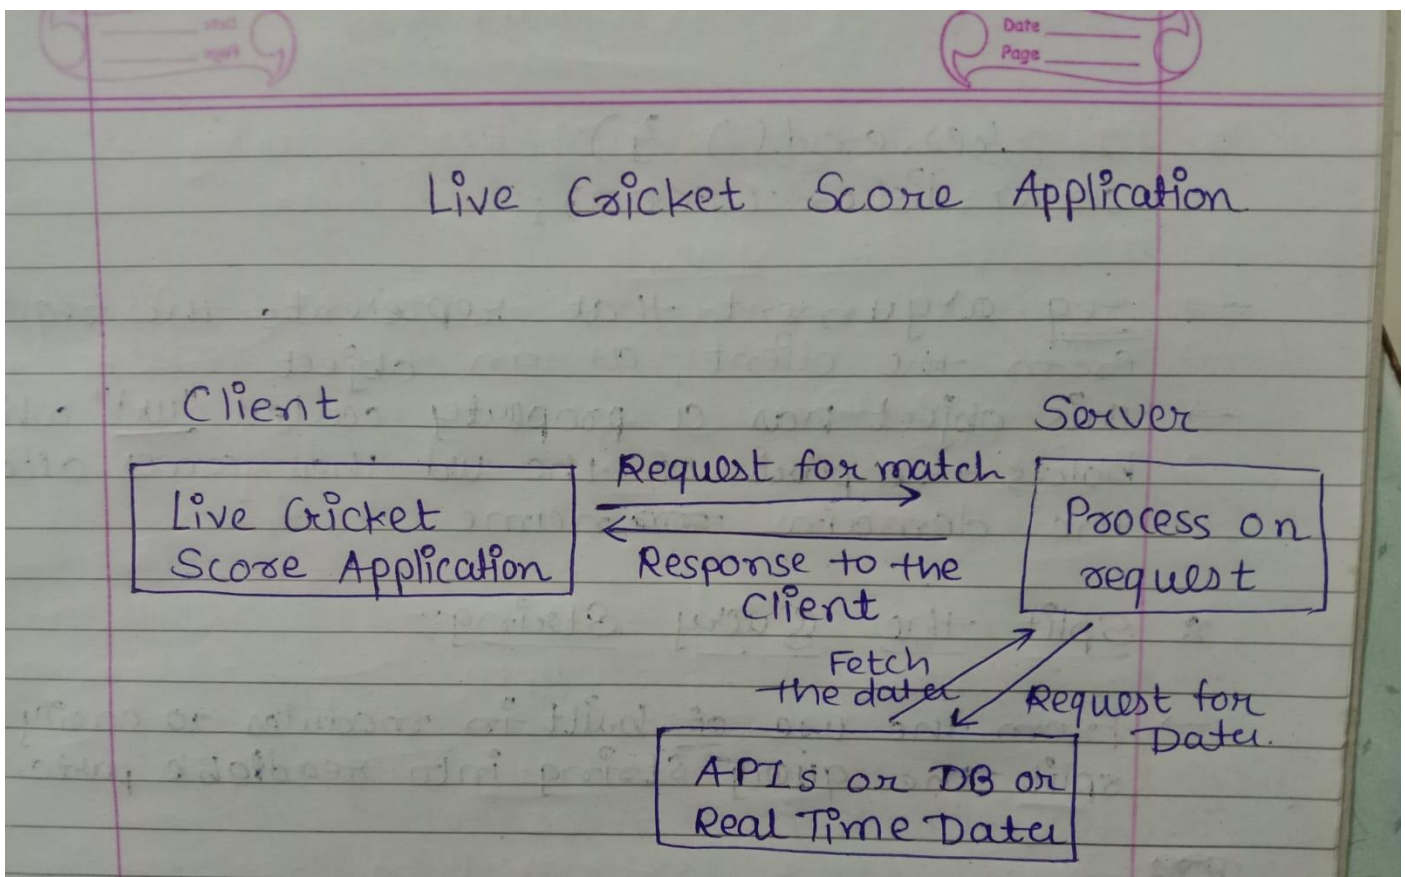 Date
Page
Live Cricket Score Application
Client
Server
Live Cricket
Score Application
Request for match
Response to the
Client
Process on
request
Fetch
the data
Request for
Data.
APIs or DB or
Real Time Data